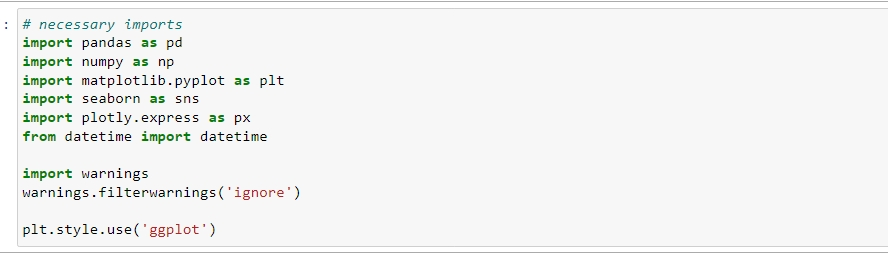 :
# necessary imports
import pandas as pd
import numpy as np
import matplotlib.pyplot as plt
import seaborn as sns
import plotly.express as px
from datetime import datetime
import warnings
warnings.filterwarnings('ignore')
plt.style.use('ggplot')